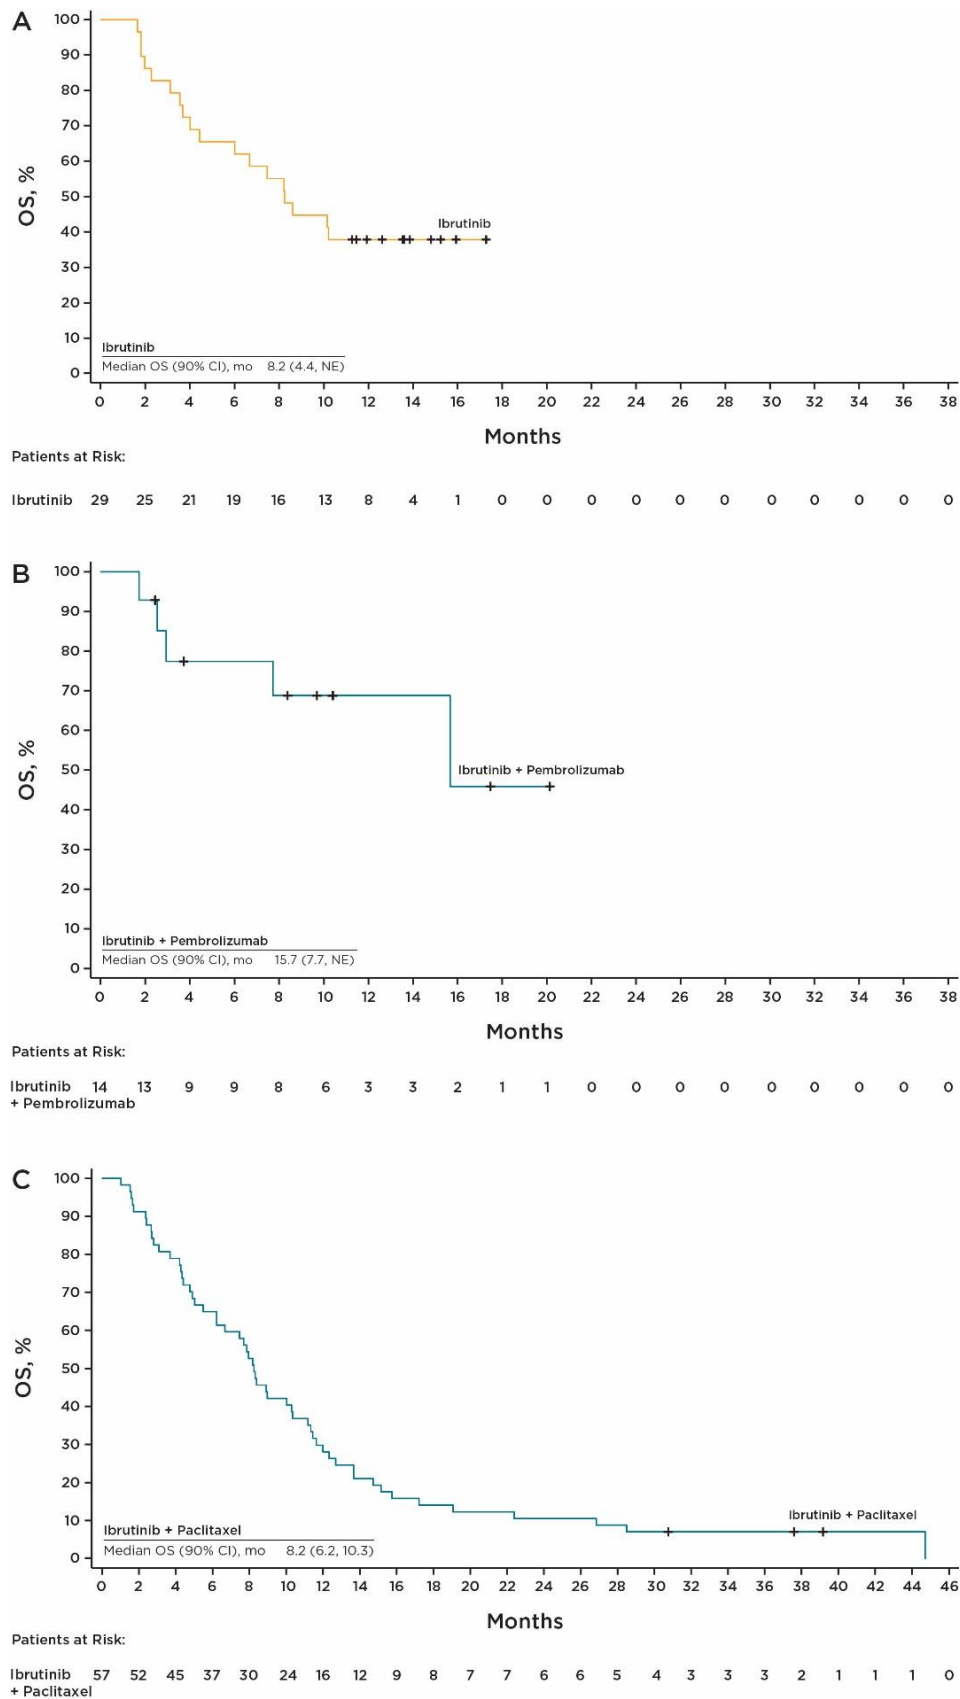 A
100
90
80
70
60
50
40
30
20
10
0
OS, %
Ibrutinib
Ibrutinib
Median OS (90% CI), mo 8.2 (4.4, NE)
0 2 4 6 8 10 12 14 16 18 20 22 24 26 28 30 32 34 36 38
Months
Patients at Risk:
Ibrutinib 29 25 21 19 16 13 8 4 1 0 0 0 0 0 0 0 0 0 0 0
B
100
90
80
70
60
50
40
30
20
10
0
OS, %
Ibrutinib + Pembrolizumab
Ibrutinib + Pembrolizumab
Median OS (90% CI), mo 15.7 (7.7, NE)
0 2 4 6 8 10 12 14 16 18 20 22 24 26 28 30 32 34 36 38
Months
Patients at Risk:
Ibrutinib 14 13 9 9 8 6 3 3 2 1 1 0 0 0 0 0 0 0 0 0
+ Pembrolizumab
C
100
90
80
70
60
50
40
30
20
10
0
OS, %
Ibrutinib + Paclitaxel
Ibrutinib + Paclitaxel
Median OS (90% CI), mo 8.2 (6.2, 10.3)
0 2 4 6 8 10 12 14 16 18 20 22 24 26 28 30 32 34 36 38 40 42 44 46
Months
Patients at Risk:
Ibrutinib 57 52 45 37 30 24 16 12 9 8 7 7 6 6 5 4 3 3 3 2 1 1 1 0
+ Paclitaxel